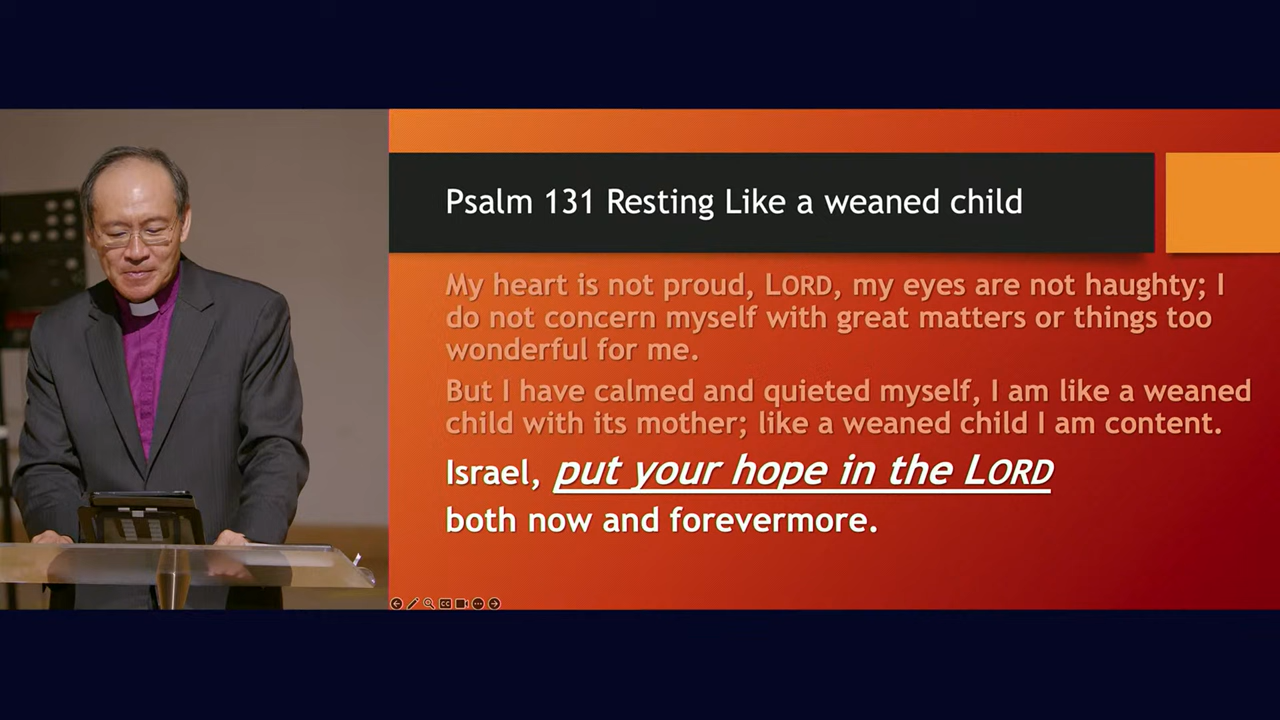 Psalm 131 Resting Like a weaned child
My heart is not proud, LORD, my eyes are not haughty; I
do not concern myself with great matters or things too
wonderful for me.
But I have calmed and quieted myself, I am like a weaned
child with its mother; like a weaned child I am content.
Israel, put your hope in the LORD
both now and forevermore.
CC